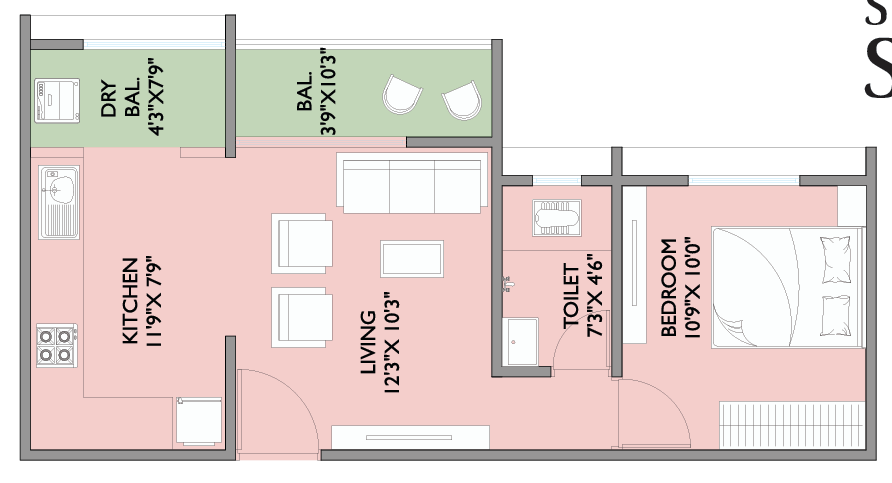 S
S
DRY
BAL.
4'3"X7'9"
BAL.
3'9"X10'3"
KITCHEN
11'9"X 7'9"
LIVING
12'3"X 10'3"
TOILET
7'3"X 4'6"
BEDROOM
10'9"X 10'0"